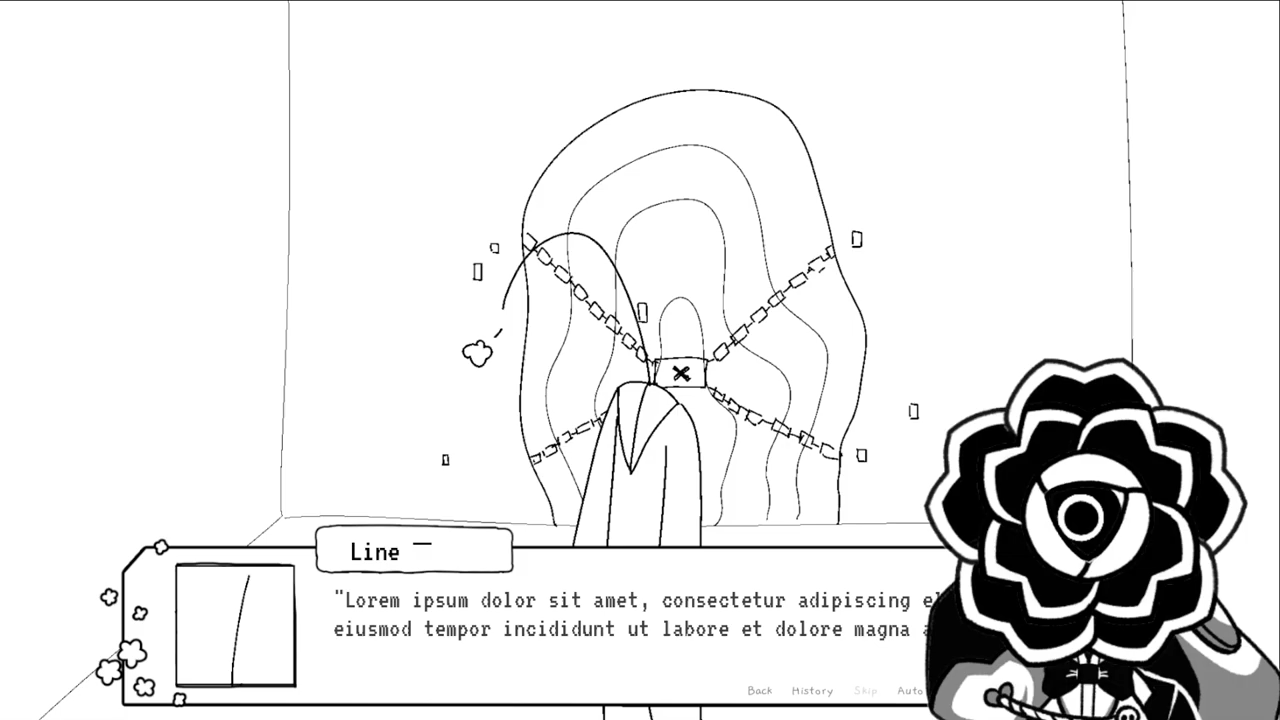 Line
"Lorem ipsum dolor sit amet, consectetur adipiscing
eiusmod tempor incididunt ut labore et dolore magna
Back History Skip Auto